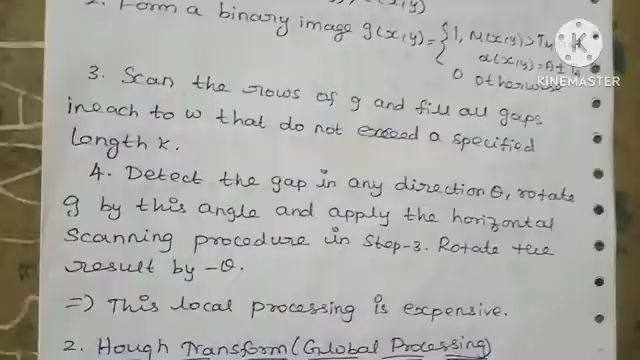 2. Form a binary image g(x,y) = { 1, M(x,y)>TM
α(x,y)=A±TA
0 otherwise
KINEMASTER
3. Scan the rows of g and fill all gaps
ineach to w that do not exceed a specified
length K.
4. Detect the gap in any direction θ, rotate
g by this angle and apply the horizontal
scanning procedure in Step-3. Rotate the
result by -θ.
=) This local processing is expensive.
2. Hough Transform (Global Processing)